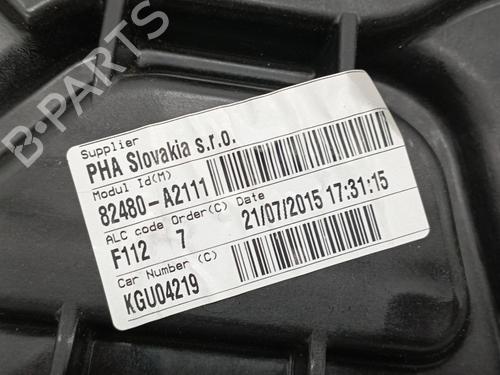 B-PARTS
Supplier
PHA Slovakia s.r.o.
Modul Id(M)
82480-A2111
ALC code Order(C) Date
F112 7 21/07/2015 17:31:15
Car Number (C)
KGU04219